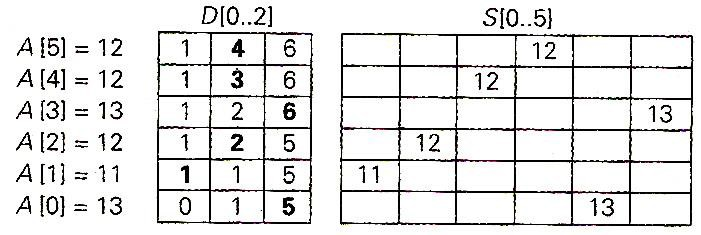 D[0..2] S[0..5]
A [5] = 12 1 4 6 12
A [4] = 12 1 3 6 12
A [3] = 13 1 2 6 13
A [2] = 12 1 2 5 12
A [1] = 11 1 1 5 11
A [0] = 13 0 1 5 13